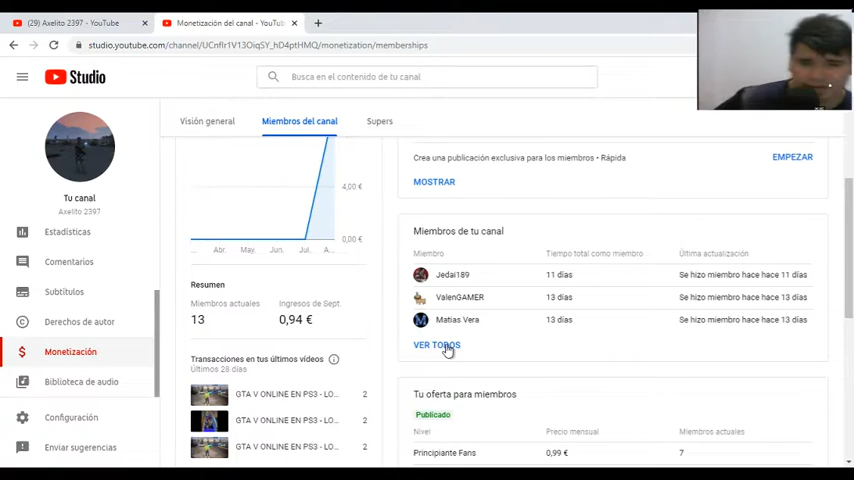 (29) Axelito 2397 - YouTube
Monetización del canal - YouTub
studio.youtube.com/channel/UCnflr1V13OiqSY_hD4ptHMQ/monetization/memberships
Studio
Busca en el contenido de tu canal
Visión general
Miembros del canal
Supers
Tu canal
Axelito 2397
Estadísticas
Comentarios
Subtítulos
Derechos de autor
Monetización
Biblioteca de audio
Configuración
Enviar sugerencias
4,00 €
0,00 €
... Abr. May. Jun. Jul. A...
Resumen
Miembros actuales Ingresos de Sept.
13 0,94 €
Transacciones en tus últimos vídeos
Últimos 28 días
GTA V ONLINE EN PS3 - LO... 2
GTA V ONLINE EN PS3 - LO... 2
GTA V ONLINE EN PS3 - LO... 2
Crea una publicación exclusiva para los miembros • Rápida EMPEZAR
MOSTRAR
Miembros de tu canal
Miembro Tiempo total como miembro Última actualización
Jedai189 11 días Se hizo miembro hace hace 11 días
ValenGAMER 13 días Se hizo miembro hace hace 13 días
Matias Vera 13 días Se hizo miembro hace hace 13 días
VER TODOS
Tu oferta para miembros
Publicado
Nivel Precio mensual Miembros actuales
Principiante Fans 0,99 € 7